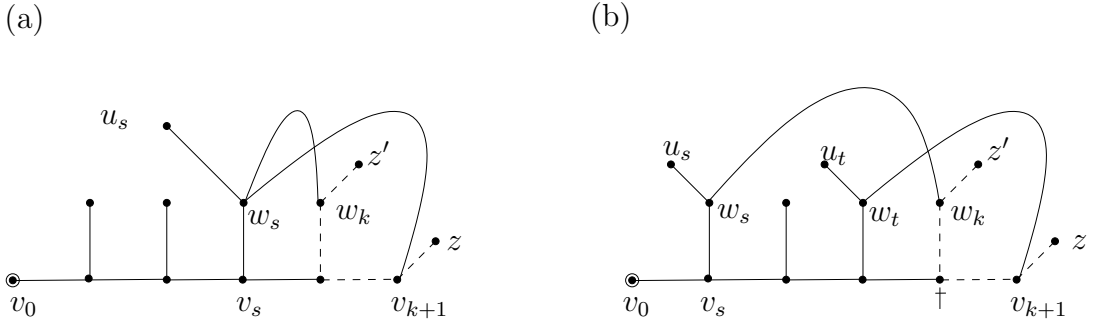 (a) (b)
u_s z' u_s u_t z'
w_s w_k z w_s w_t w_k z
v_0 v_s v_{k+1} v_0 v_s † v_{k+1}